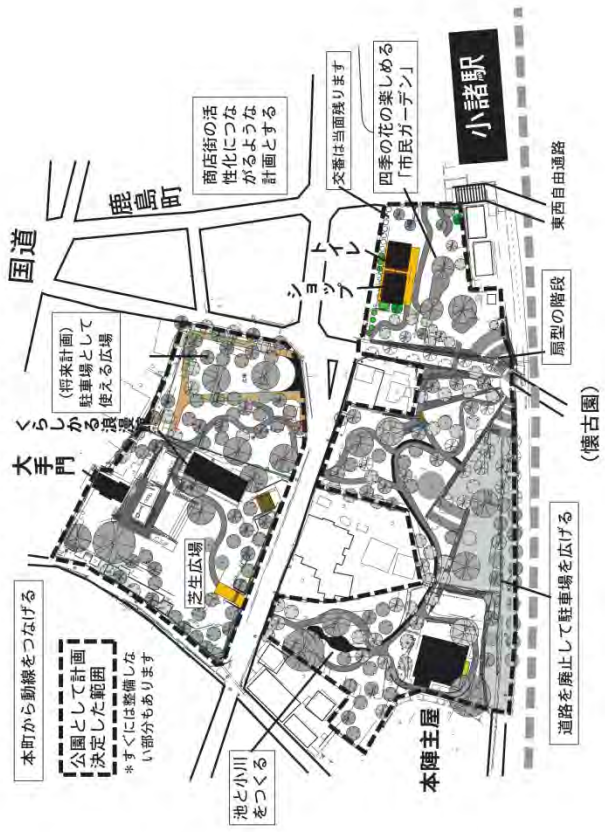 本町から動線をつなげる
公園として計画
決定した範囲
＊すぐには整備しな
い部分もあります
大手門
くらしかる浪漫館
(将来計画)
駐車場として
使える広場
国道
鹿島町
商店街の活
性化につな
がるような
計画とする
芝生広場
池と小川
をつくる
本陣主屋
ショップ
トイレ
交番は当面残ります
四季の花の楽しめる
「市民ガーデン」
小諸駅
東西自由通路
扇型の階段
(懐古園)
道路を廃止して駐車場を広げる